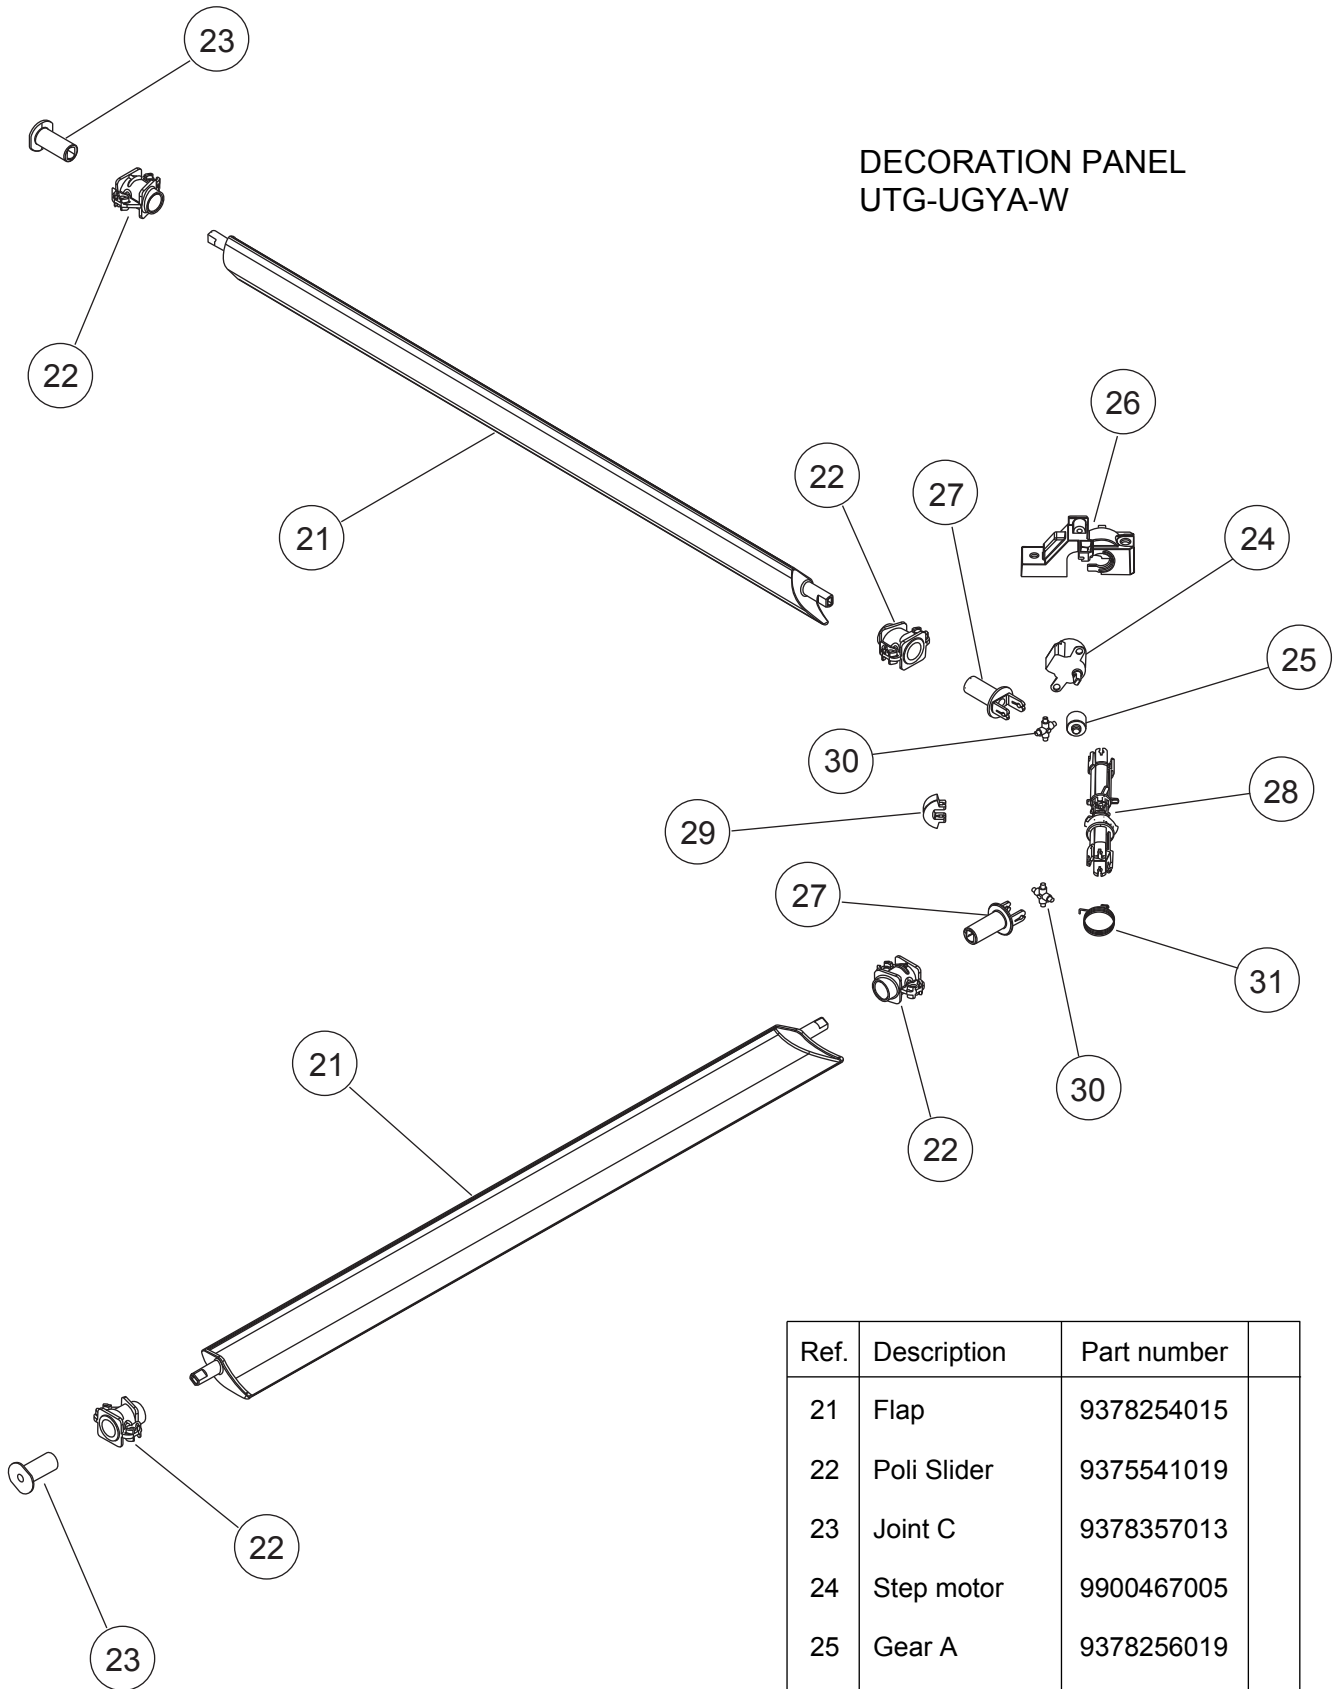 23
DECORATION PANEL
UTG-UGYA-W
22
26
22
27
24
21
25
30
28
29
27
31
21
30
22
22
23
Ref. Description Part number
21 Flap 9378254015
22 Poli Slider 9375541019
23 Joint C 9378357013
24 Step motor 9900467005
25 Gear A 9378256019